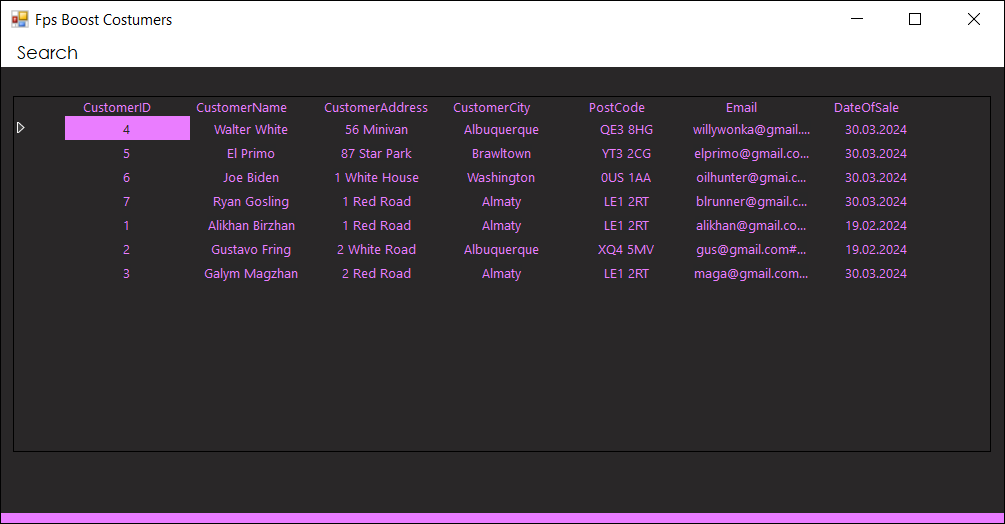 Fps Boost Costumers
Search
CustomerID CustomerName CustomerAddress CustomerCity PostCode Email DateOfSale
4 Walter White 56 Minivan Albuquerque QE3 8HG willywonka@gmail.... 30.03.2024
5 El Primo 87 Star Park Brawltown YT3 2CG elprimo@gmail.co... 30.03.2024
6 Joe Biden 1 White House Washington 0US 1AA oilhunter@gmai.c... 30.03.2024
7 Ryan Gosling 1 Red Road Almaty LE1 2RT blrunner@gmail.c... 30.03.2024
1 Alikhan Birzhan 1 Red Road Almaty LE1 2RT alikhan@gmail.co... 19.02.2024
2 Gustavo Fring 2 White Road Albuquerque XQ4 5MV gus@gmail.com#... 19.02.2024
3 Galym Magzhan 2 Red Road Almaty LE1 2RT maga@gmail.com... 30.03.2024